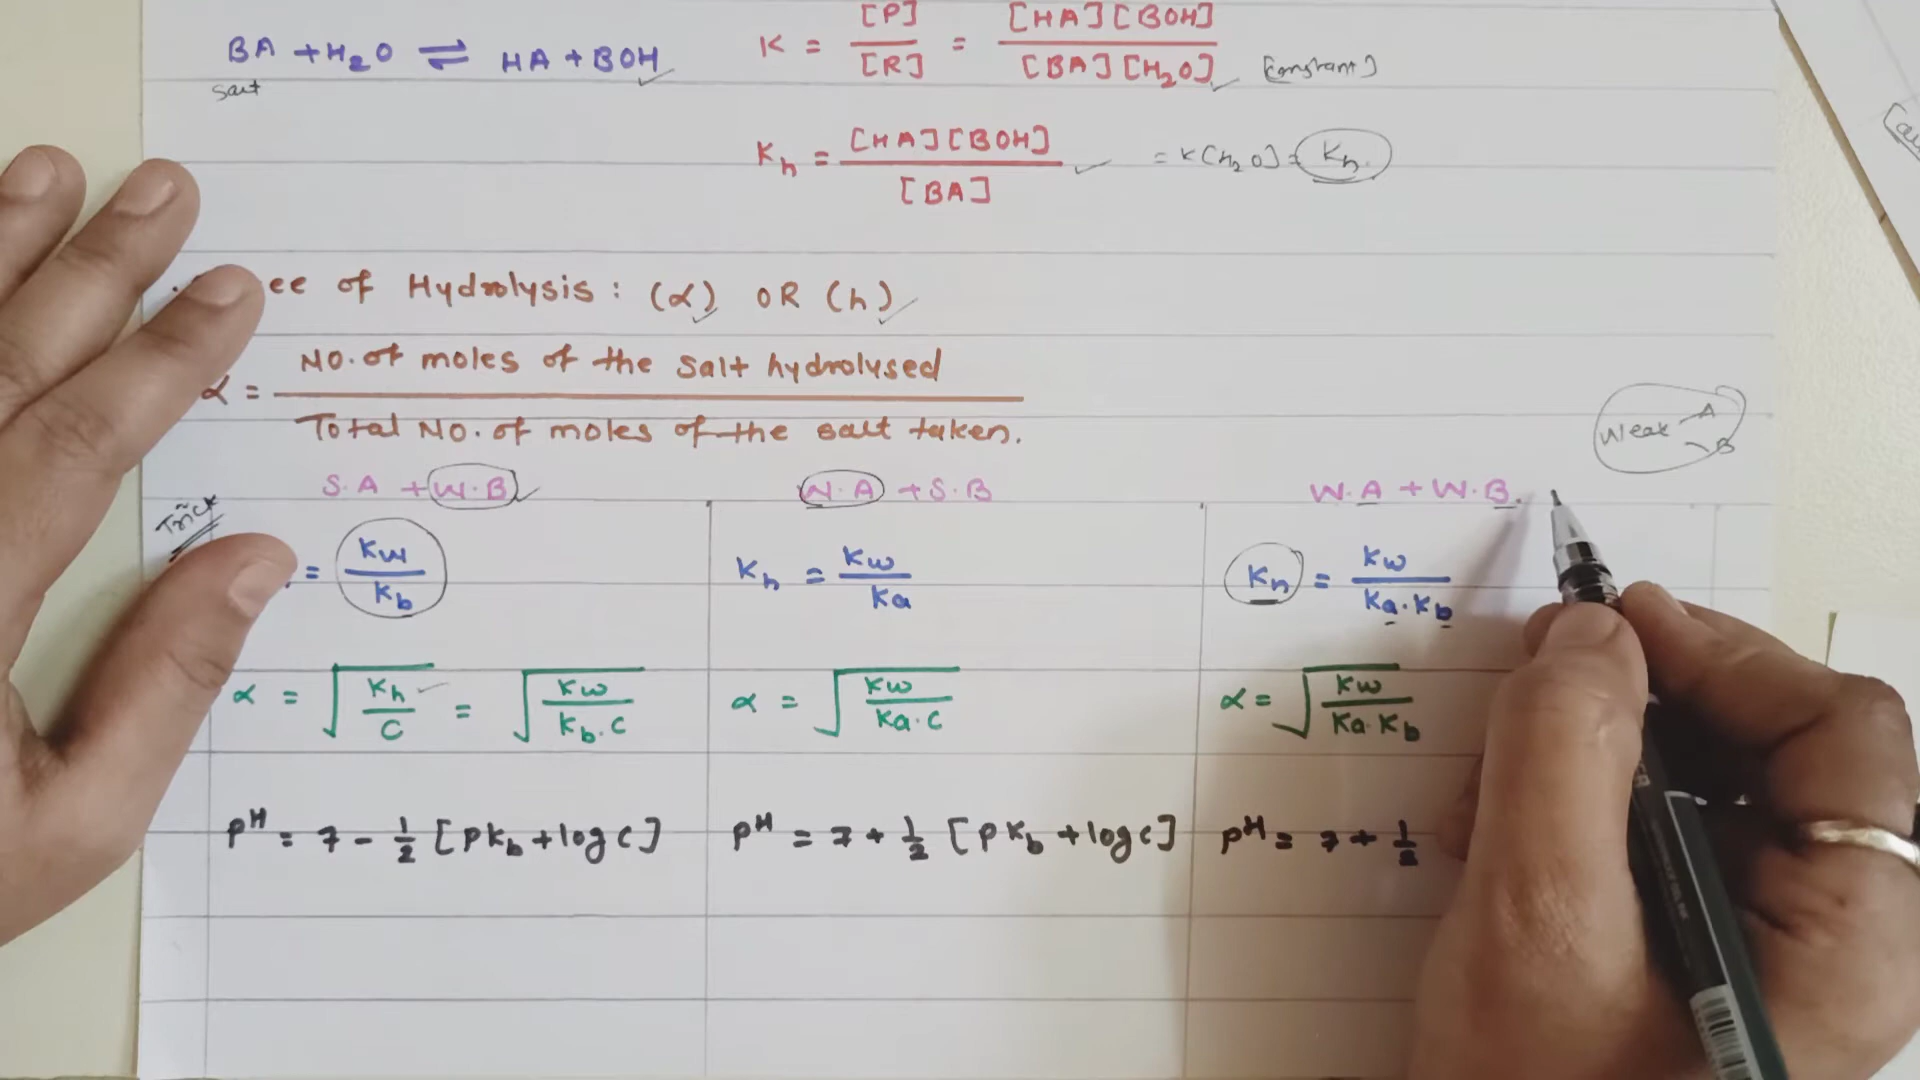 BA + H₂O ⇌ HA + BOH
salt
K = [P]/[R] = [HA][BOH]/[BA][H₂O] [constant]
Kh = [HA][BOH]/[BA] = K[H₂O] = Kh.
ee of Hydrolysis : (α) OR (h)
α = No. of moles of the salt hydrolysed / Total No. of moles of the salt taken.
Weak A B
Trick
S.A + W.B W.A + S.B W.A + W.B.
= Kw/Kb Kh = Kw/Ka Kh = Kw/Ka.Kb
α = √Kh/C = √Kw/Kb.C α = √Kw/Ka.C α = √Kw/Ka.Kb
pH = 7 - 1/2 [PKb + log c] pH = 7 + 1/2 [PKb + log c] pH = 7 + 1/2